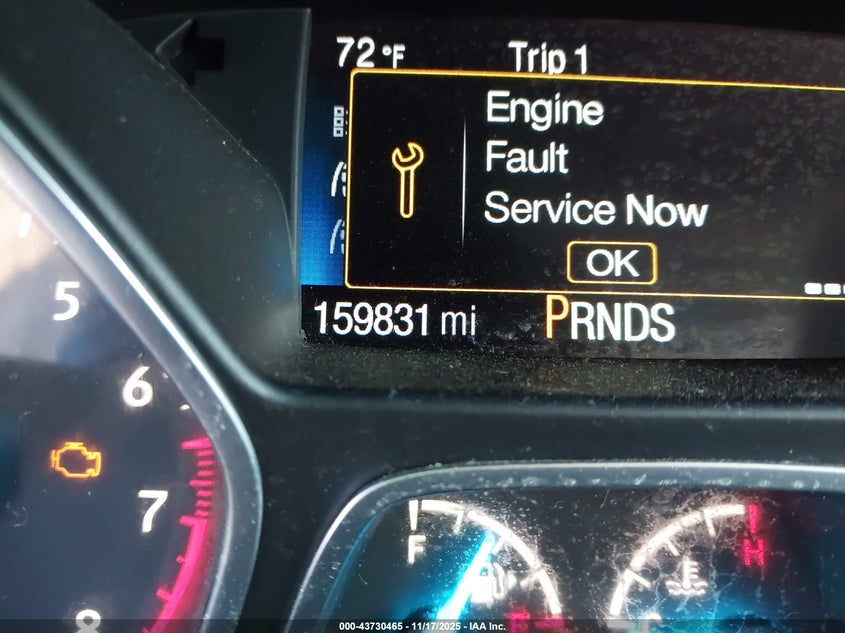 72 °F Trip 1
Engine
Fault
Service Now
OK
159831 mi PRNDS
5
6
7
8
F
H
000-43730465 - 11/17/2025 - IAA Inc.